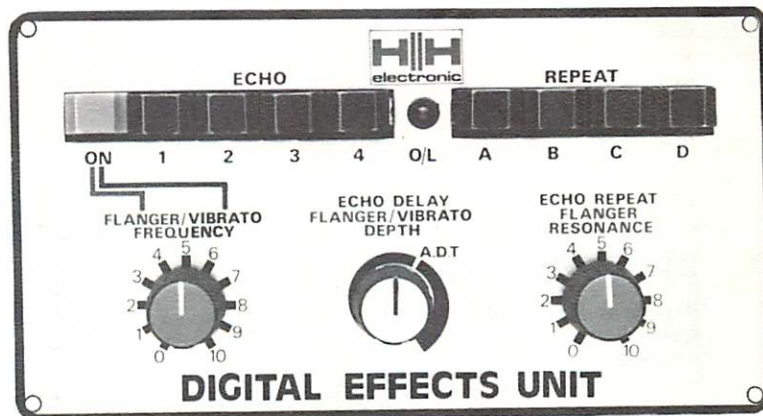 HH
electronic
ECHO
REPEAT
ON 1 2 3 4 O/L A B C D
FLANGER/VIBRATO
FREQUENCY
ECHO DELAY
FLANGER/VIBRATO
DEPTH
A.D.T
ECHO REPEAT
FLANGER
RESONANCE
0 1 2 3 4 5 6 7 8 9 10
0 1 2 3 4 5 6 7 8 9 10
DIGITAL EFFECTS UNIT